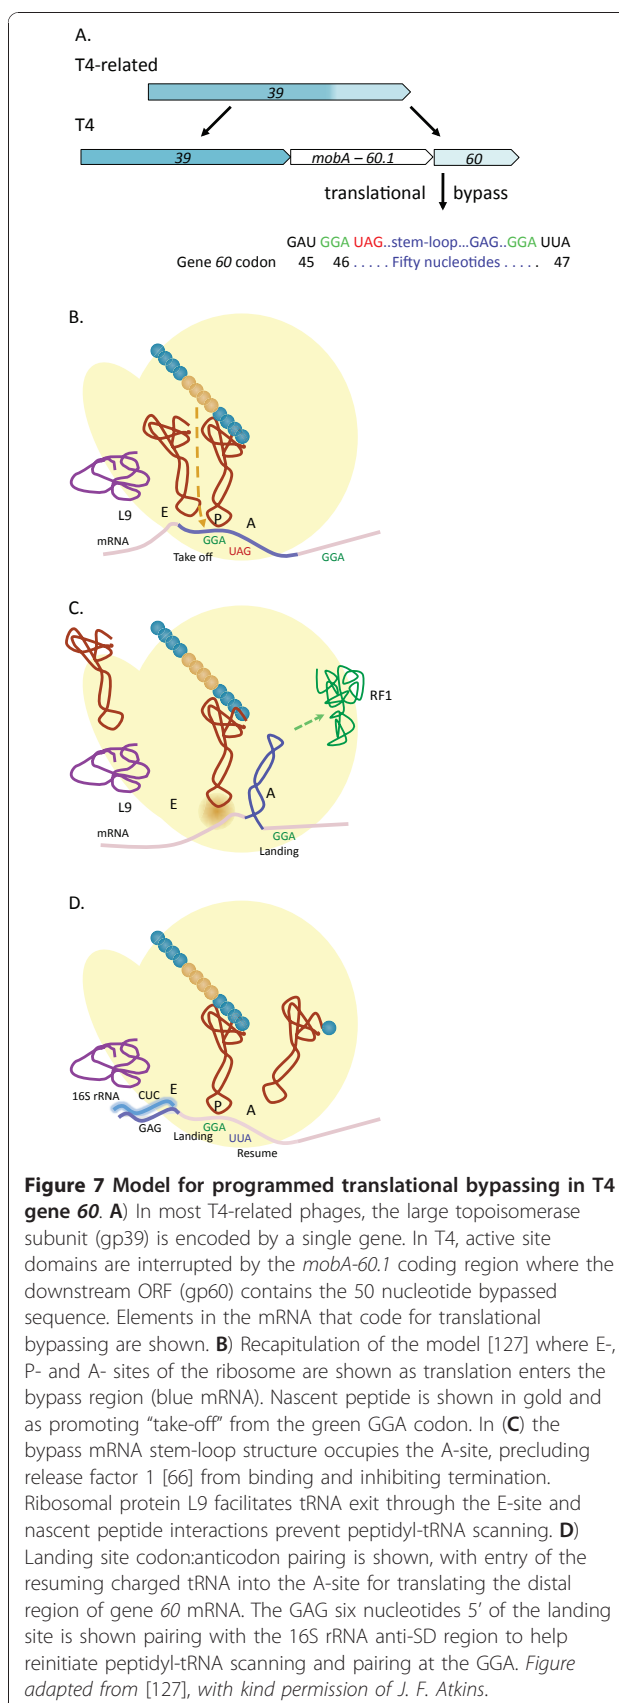 A.
T4-related
39
T4
39 mobA – 60.1 60
translational bypass
GAU GGA UAG..stem-loop...GAG..GGA UUA
Gene 60 codon 45 46 . . . . . Fifty nucleotides . . . . . 47
B.
L9
E P A
mRNA
GGA
Take off UAG GGA
C.
RF1
L9 E A
mRNA
GGA
Landing
D.
16S rRNA CUC E
P A
GAG
Landing GGA UUA
Resume
Figure 7 Model for programmed translational bypassing in T4
gene 60. A) In most T4-related phages, the large topoisomerase
subunit (gp39) is encoded by a single gene. In T4, active site
domains are interrupted by the mobA-60.1 coding region where the
downstream ORF (gp60) contains the 50 nucleotide bypassed
sequence. Elements in the mRNA that code for translational
bypassing are shown. B) Recapitulation of the model [127] where E-,
P- and A- sites of the ribosome are shown as translation enters the
bypass region (blue mRNA). Nascent peptide is shown in gold and
as promoting “take-off” from the green GGA codon. In (C) the
bypass mRNA stem-loop structure occupies the A-site, precluding
release factor 1 [66] from binding and inhibiting termination.
Ribosomal protein L9 facilitates tRNA exit through the E-site and
nascent peptide interactions prevent peptidyl-tRNA scanning. D)
Landing site codon:anticodon pairing is shown, with entry of the
resuming charged tRNA into the A-site for translating the distal
region of gene 60 mRNA. The GAG six nucleotides 5’ of the landing
site is shown pairing with the 16S rRNA anti-SD region to help
reinitiate peptidyl-tRNA scanning and pairing at the GGA. Figure
adapted from [127], with kind permission of J. F. Atkins.